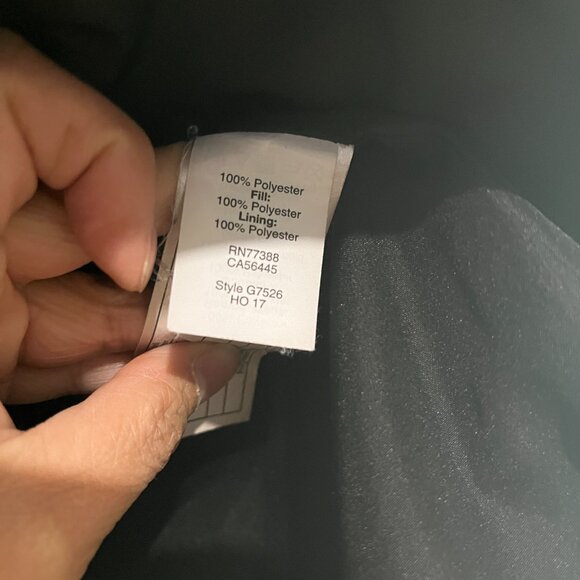 100% Polyester
Fill:
100% Polyester
Lining:
100% Polyester
RN77388
CA56445
Style G7526
HO 17